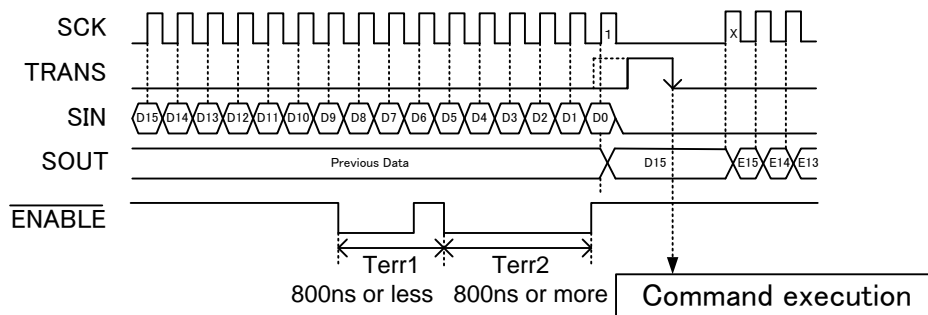 SCK 1 X
TRANS
SIN D15 D14 D13 D12 D11 D10 D9 D8 D7 D6 D5 D4 D3 D2 D1 D0
SOUT Previous Data D15 E15 E14 E13
ENABLE
Terr1 Terr2
800ns or less 800ns or more
Command execution